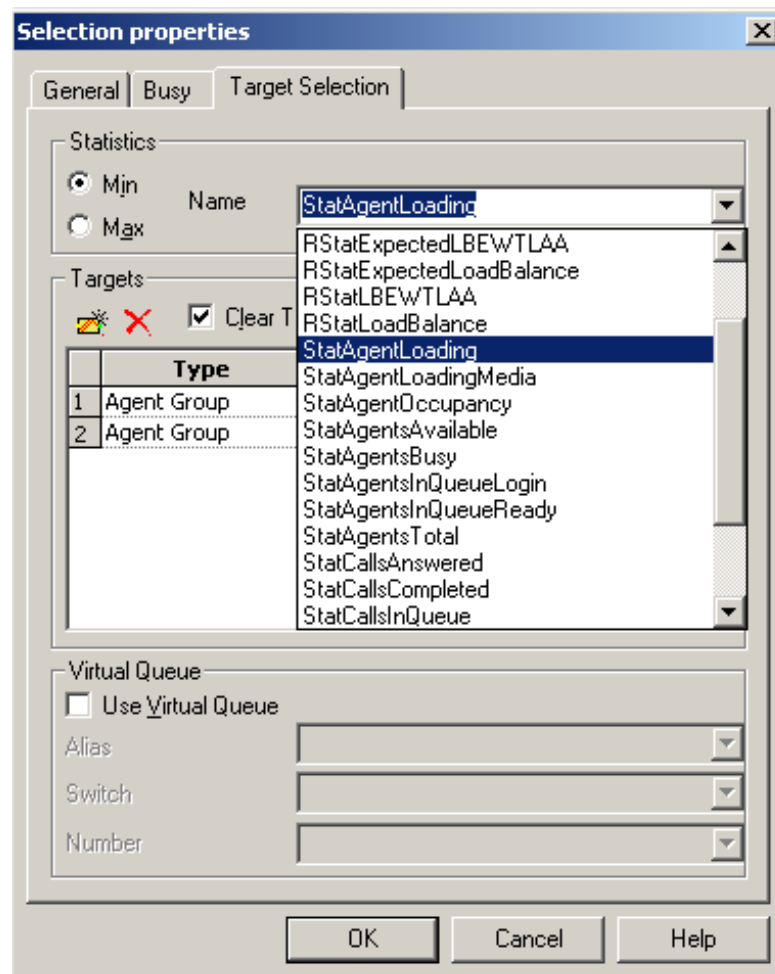 Selection properties
General Busy Target Selection
Statistics
Min
Max
Name
StatAgentLoading
RStatExpectedLBEWTLAA
RStatExpectedLoadBalance
RStatLBEWTLAA
RStatLoadBalance
StatAgentLoading
StatAgentLoadingMedia
StatAgentOccupancy
StatAgentsAvailable
StatAgentsBusy
StatAgentsInQueueLogin
StatAgentsInQueueReady
StatAgentsTotal
StatCallsAnswered
StatCallsCompleted
StatCallsInQueue
Targets
Clear T
Type
1 Agent Group
2 Agent Group
Virtual Queue
Use Virtual Queue
Alias
Switch
Number
OK Cancel Help